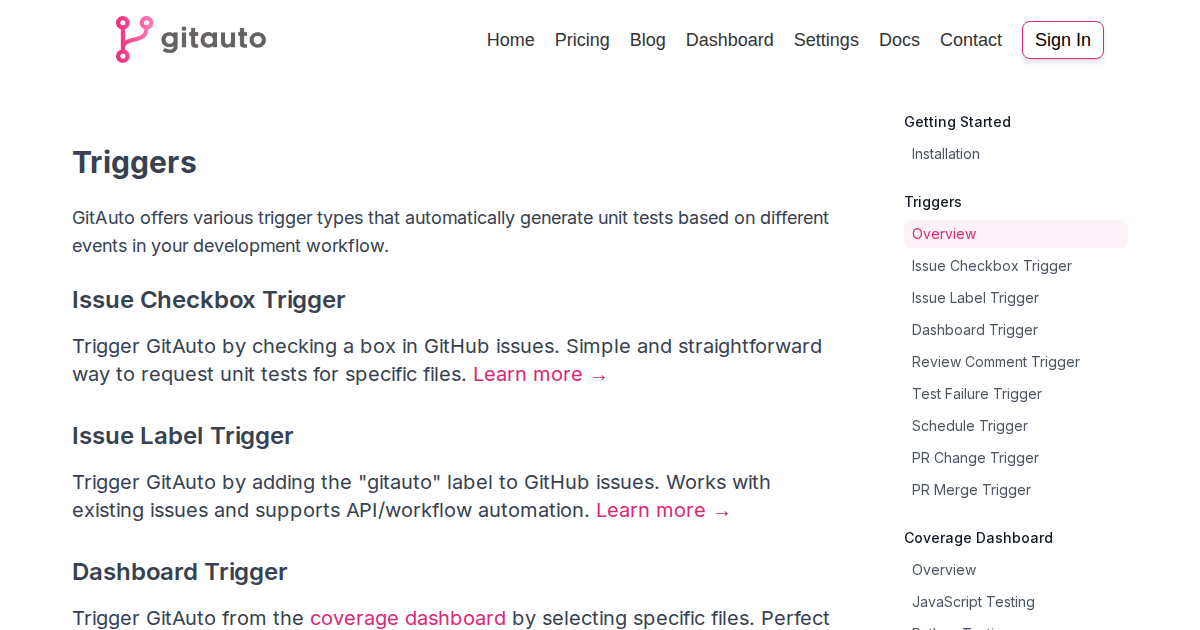 gitauto
Home Pricing Blog Dashboard Settings Docs Contact Sign In
Triggers
GitAuto offers various trigger types that automatically generate unit tests based on different
events in your development workflow.
Issue Checkbox Trigger
Trigger GitAuto by checking a box in GitHub issues. Simple and straightforward
way to request unit tests for specific files. Learn more →
Issue Label Trigger
Trigger GitAuto by adding the "gitauto" label to GitHub issues. Works with
existing issues and supports API/workflow automation. Learn more →
Dashboard Trigger
Trigger GitAuto from the coverage dashboard by selecting specific files. Perfect
Getting Started
Installation
Triggers
Overview
Issue Checkbox Trigger
Issue Label Trigger
Dashboard Trigger
Review Comment Trigger
Test Failure Trigger
Schedule Trigger
PR Change Trigger
PR Merge Trigger
Coverage Dashboard
Overview
JavaScript Testing